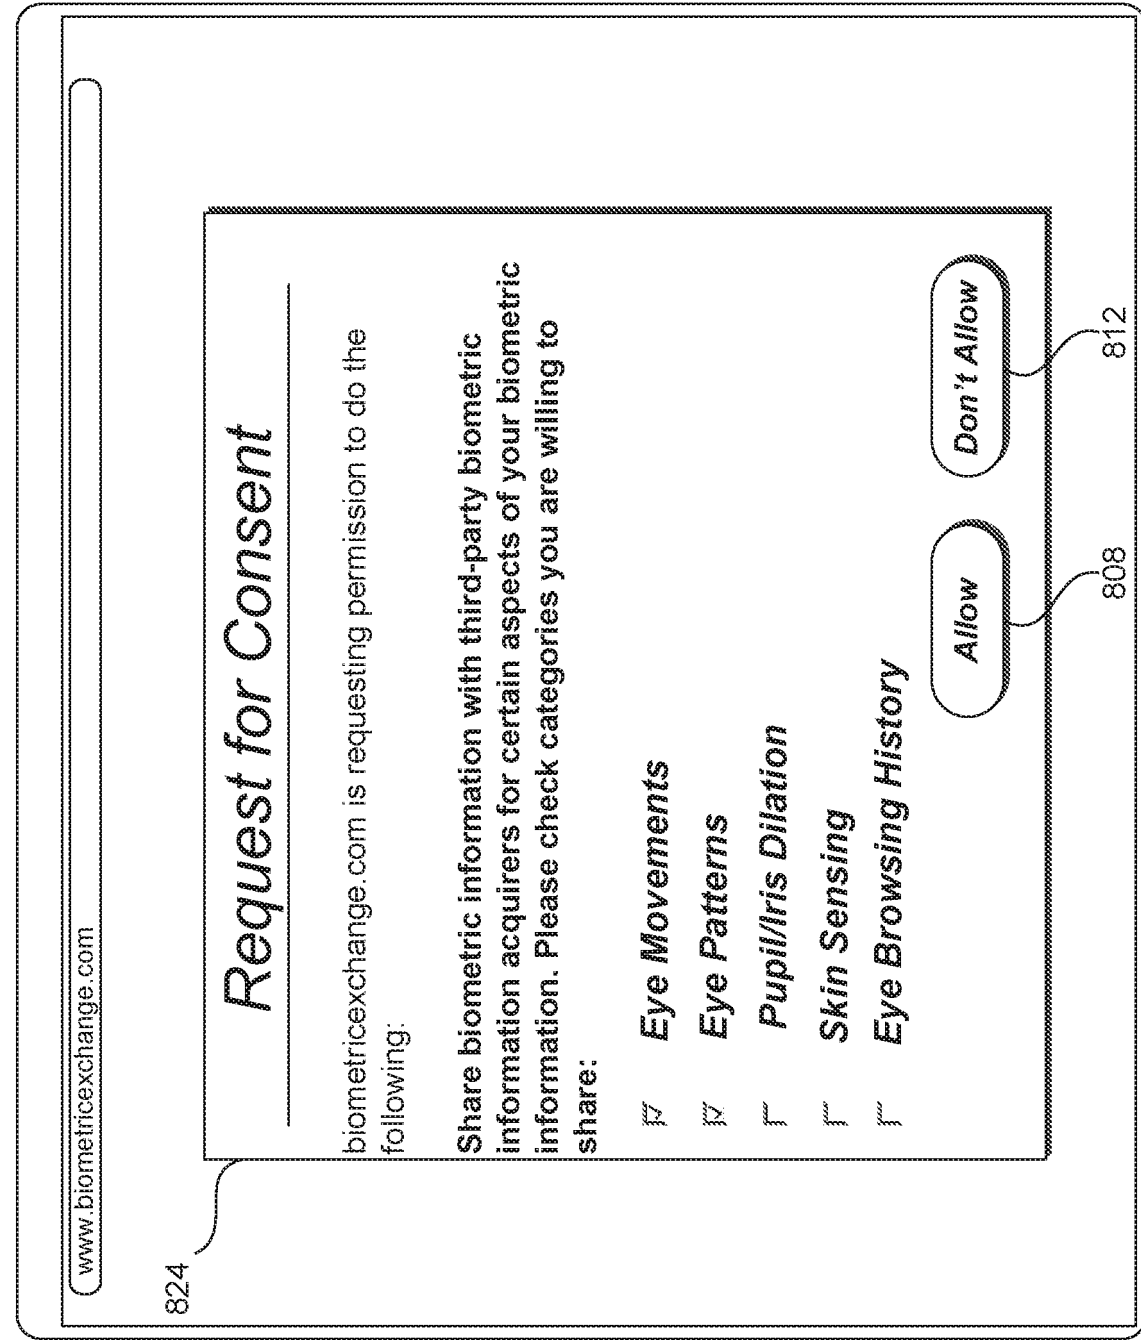 www.biometricexchange.com
824
Request for Consent
biometricexchange.com is requesting permission to do the
following:
Share biometric information with third-party biometric
information acquirers for certain aspects of your biometric
information. Please check categories you are willing to
share:
Eye Movements
Eye Patterns
Pupil/Iris Dilation
Skin Sensing
Eye Browsing History
Allow
Don't Allow
808
812